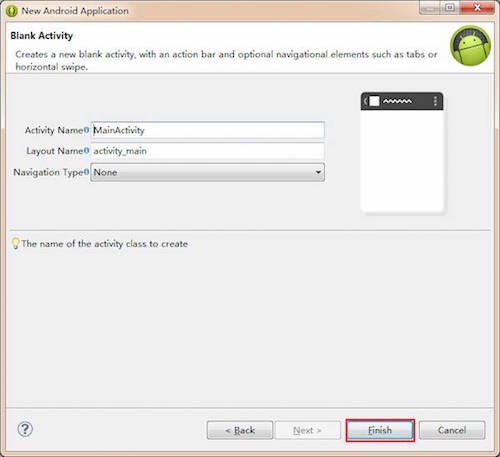 New Android Application
Blank Activity
Creates a new blank activity, with an action bar and optional navigational elements such as tabs or
horizontal swipe.
Activity Name MainActivity
Layout Name activity_main
Navigation Type None
The name of the activity class to create
< Back Next > Finish Cancel